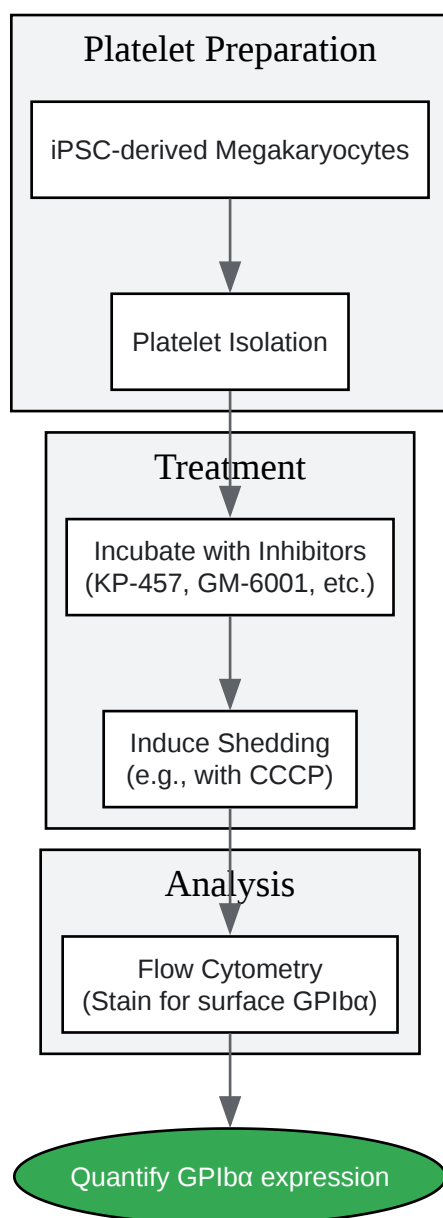 Platelet Preparation
iPSC-derived Megakaryocytes
Platelet Isolation
Treatment
Incubate with Inhibitors
(KP-457, GM-6001, etc.)
Induce Shedding
(e.g., with CCCP)
Analysis
Flow Cytometry
(Stain for surface GPIbα)
Quantify GPIbα expression